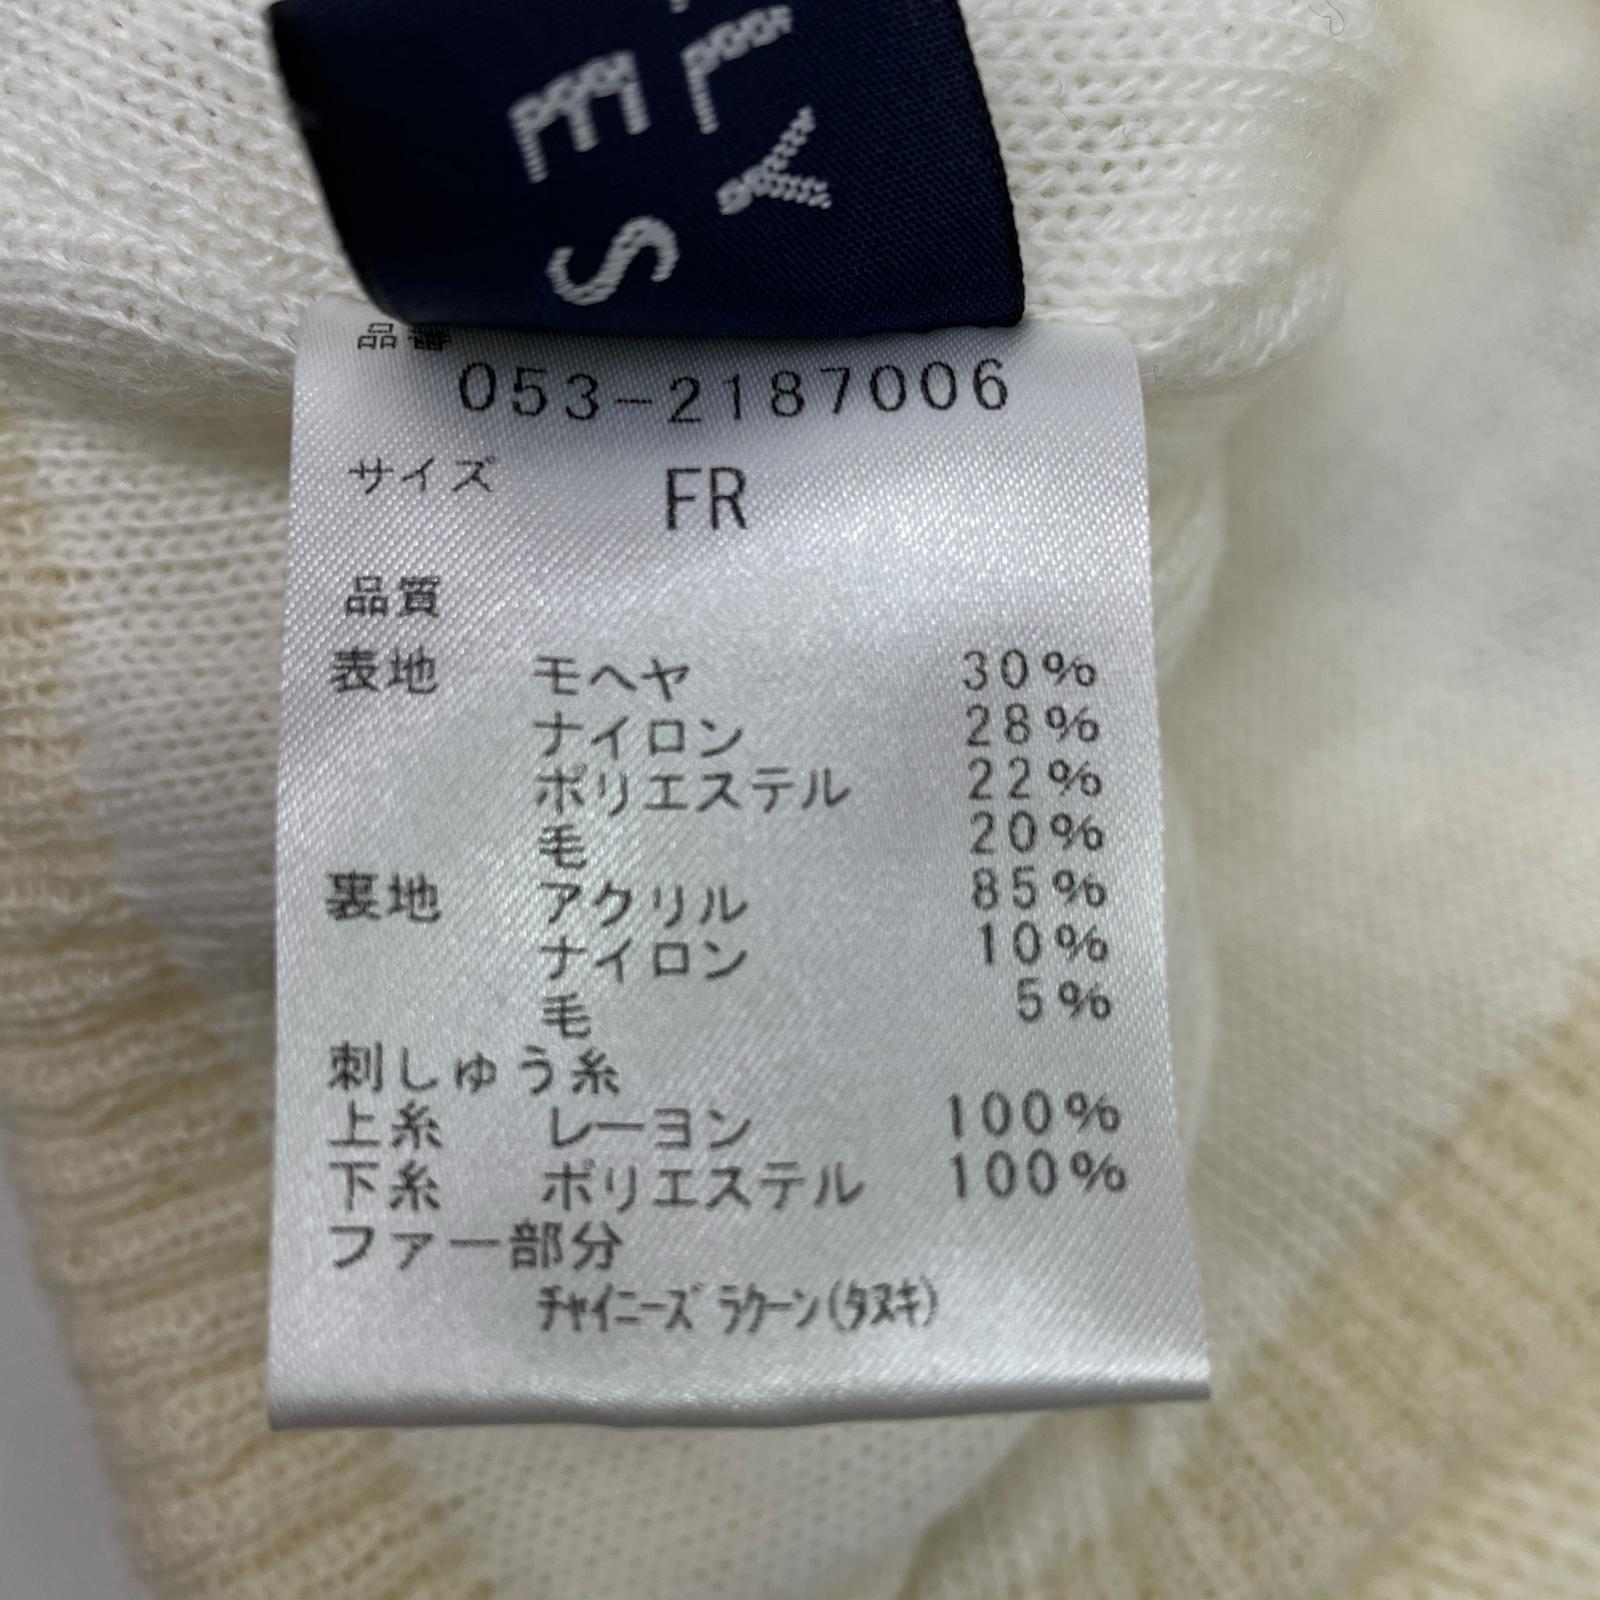 LY
ES
品番
053-2187006
サイズ FR
品質
表地 モヘヤ 30%
ナイロン 28%
ポリエステル 22%
毛 20%
裏地 アクリル 85%
ナイロン 10%
毛 5%
刺しゅう糸
上糸 レーヨン 100%
下糸 ポリエステル 100%
ファー部分
チャイニーズラクーン(タヌキ)